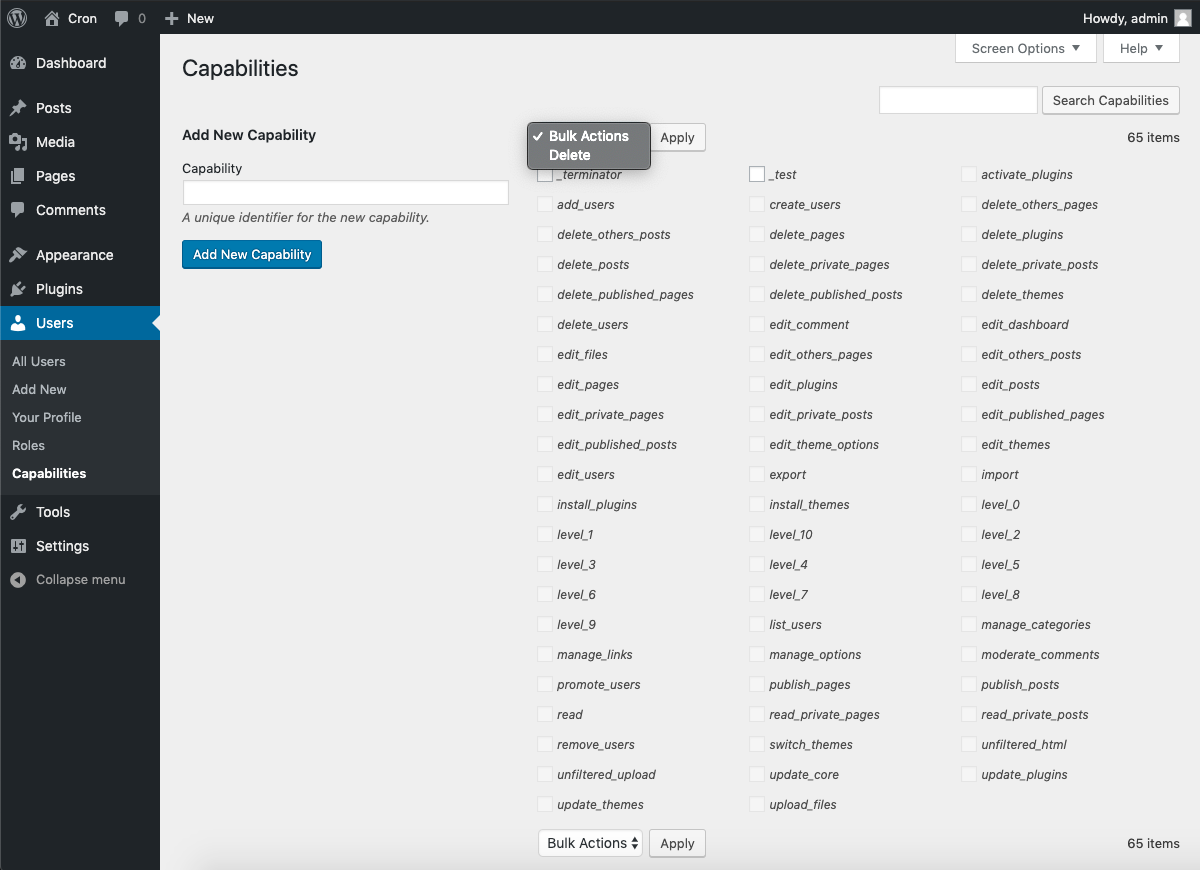 Cron 0 New Howdy, admin
Screen Options Help
Dashboard
Posts
Media
Pages
Comments
Appearance
Plugins
Users
All Users
Add New
Your Profile
Roles
Capabilities
Tools
Settings
Collapse menu
Capabilities
Search Capabilities
Add New Capability
Capability
A unique identifier for the new capability.
Add New Capability
Bulk Actions Apply 65 items
Delete
_terminator _test activate_plugins
add_users create_users delete_others_pages
delete_others_posts delete_pages delete_plugins
delete_posts delete_private_pages delete_private_posts
delete_published_pages delete_published_posts delete_themes
delete_users edit_comment edit_dashboard
edit_files edit_others_pages edit_others_posts
edit_pages edit_plugins edit_posts
edit_private_pages edit_private_posts edit_published_pages
edit_published_posts edit_theme_options edit_themes
edit_users export import
install_plugins install_themes level_0
level_1 level_10 level_2
level_3 level_4 level_5
level_6 level_7 level_8
level_9 list_users manage_categories
manage_links manage_options moderate_comments
promote_users publish_pages publish_posts
read read_private_pages read_private_posts
remove_users switch_themes unfiltered_html
unfiltered_upload update_core update_plugins
update_themes upload_files
Bulk Actions Apply 65 items